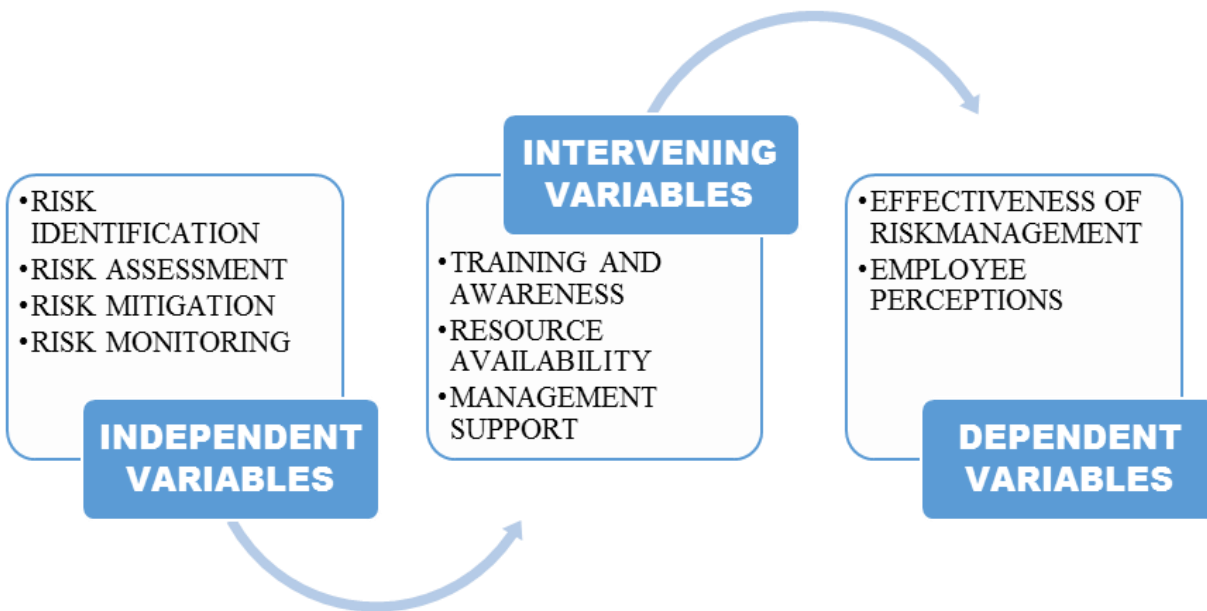 •RISK
IDENTIFICATION
•RISK ASSESSMENT
•RISK MITIGATION
•RISK MONITORING
INDEPENDENT
VARIABLES
INTERVENING
VARIABLES
•TRAINING AND
AWARENESS
•RESOURCE
AVAILABILITY
•MANAGEMENT
SUPPORT
•EFFECTIVENESS OF
RISKMANAGEMENT
•EMPLOYEE
PERCEPTIONS
DEPENDENT
VARIABLES